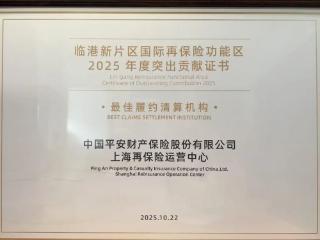 临港新片区国际再保险功能区
2025 年度突出贡献证书
Lin-gang Reinsurance Functional Area
Certificate of Outstanding Contribution 2025
· 最佳履约清算机构 ·
BEST CLAIMS SETTLEMENT INSTITUTION
中国平安财产保险股份有限公司
上海再保险运营中心
Ping An Property & Casualty Insurance Company of China,Ltd.
Shanghai Reinsurance Operation Center
2025.10.22